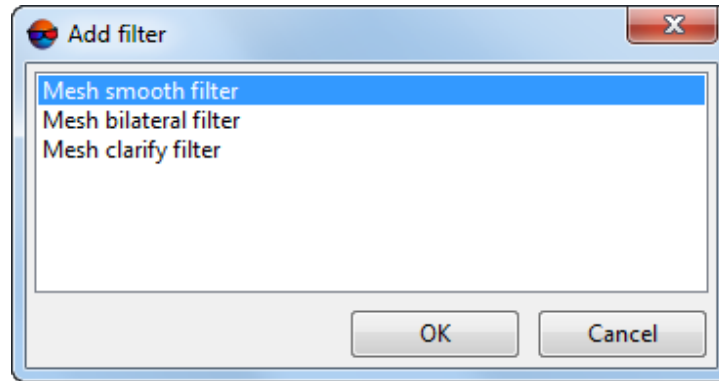 Add filter
Mesh smooth filter
Mesh bilateral filter
Mesh clarify filter
OK
Cancel